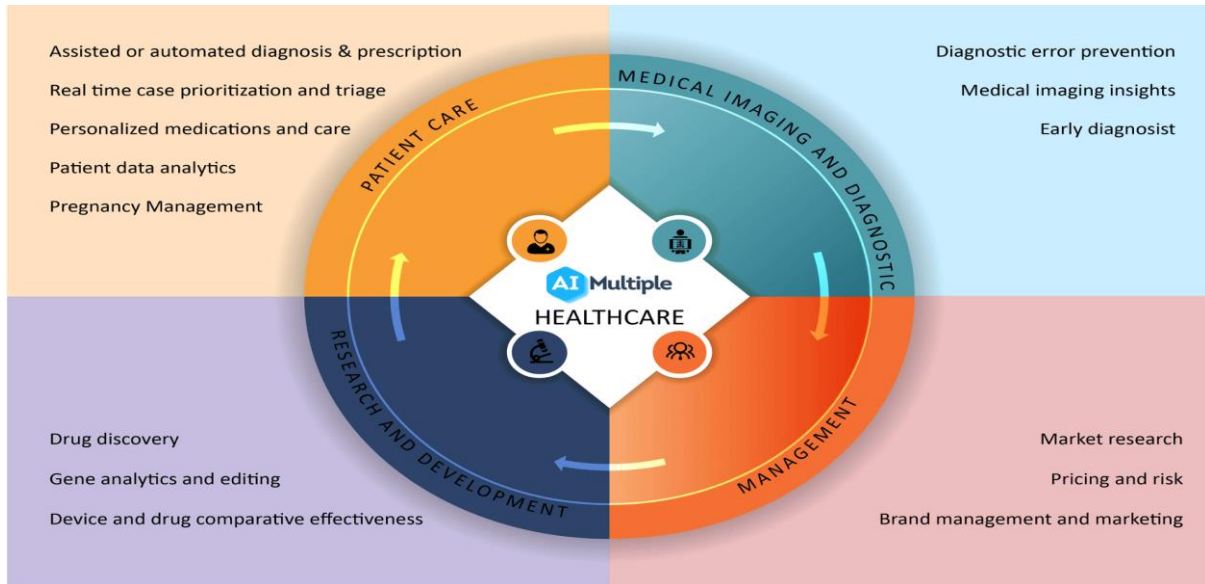 Assisted or automated diagnosis & prescription
Real time case prioritization and triage
Personalized medications and care
Patient data analytics
Pregnancy Management
PATIENT CARE
MEDICAL IMAGING AND DIAGNOSTIC
Diagnostic error prevention
Medical imaging insights
Early diagnosist
AI Multiple
HEALTHCARE
RESEARCH AND DEVELOPMENT
Drug discovery
Gene analytics and editing
Device and drug comparative effectiveness
MANAGEMENT
Market research
Pricing and risk
Brand management and marketing